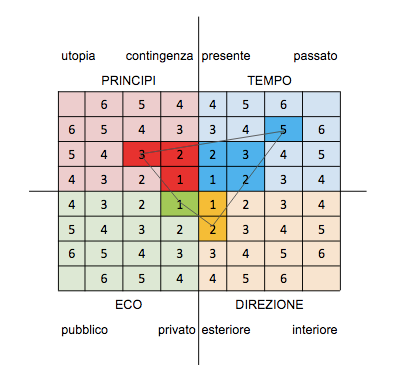 utopia contingenza presente passato
PRINCIPI TEMPO
6 5 4 4 5 6
6 5 4 3 3 4 5 6
5 4 3 2 2 3 4 5
4 3 2 1 1 2 3 4
4 3 2 1 1 2 3 4
5 4 3 2 2 3 4 5
6 5 4 3 3 4 5 6
6 5 4 4 5 6
ECO DIREZIONE
pubblico privato esteriore interiore